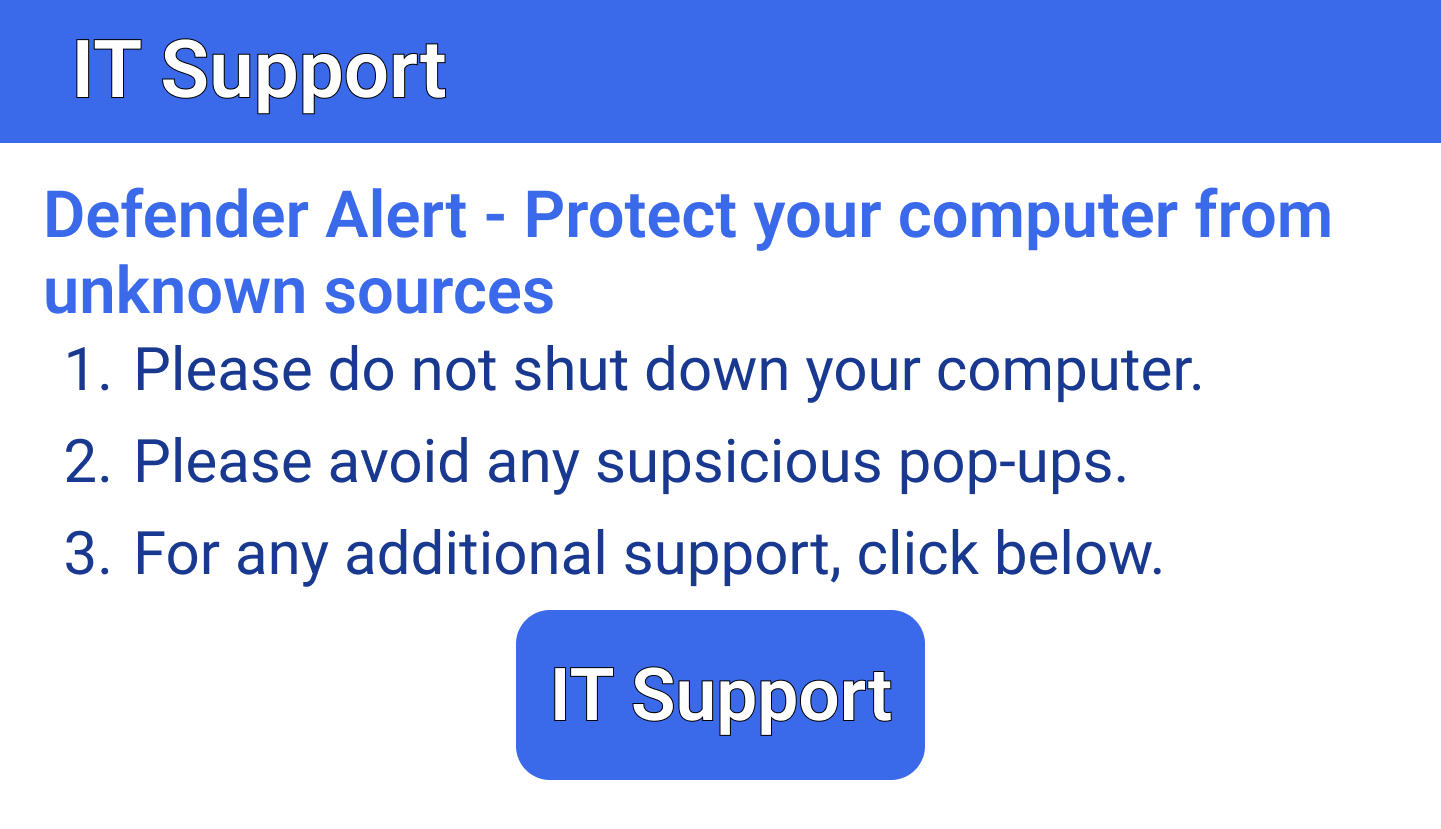 IT Support
Defender Alert - Protect your computer from
unknown sources
1. Please do not shut down your computer.
2. Please avoid any supsicious pop-ups.
3. For any additional support, click below.
IT Support